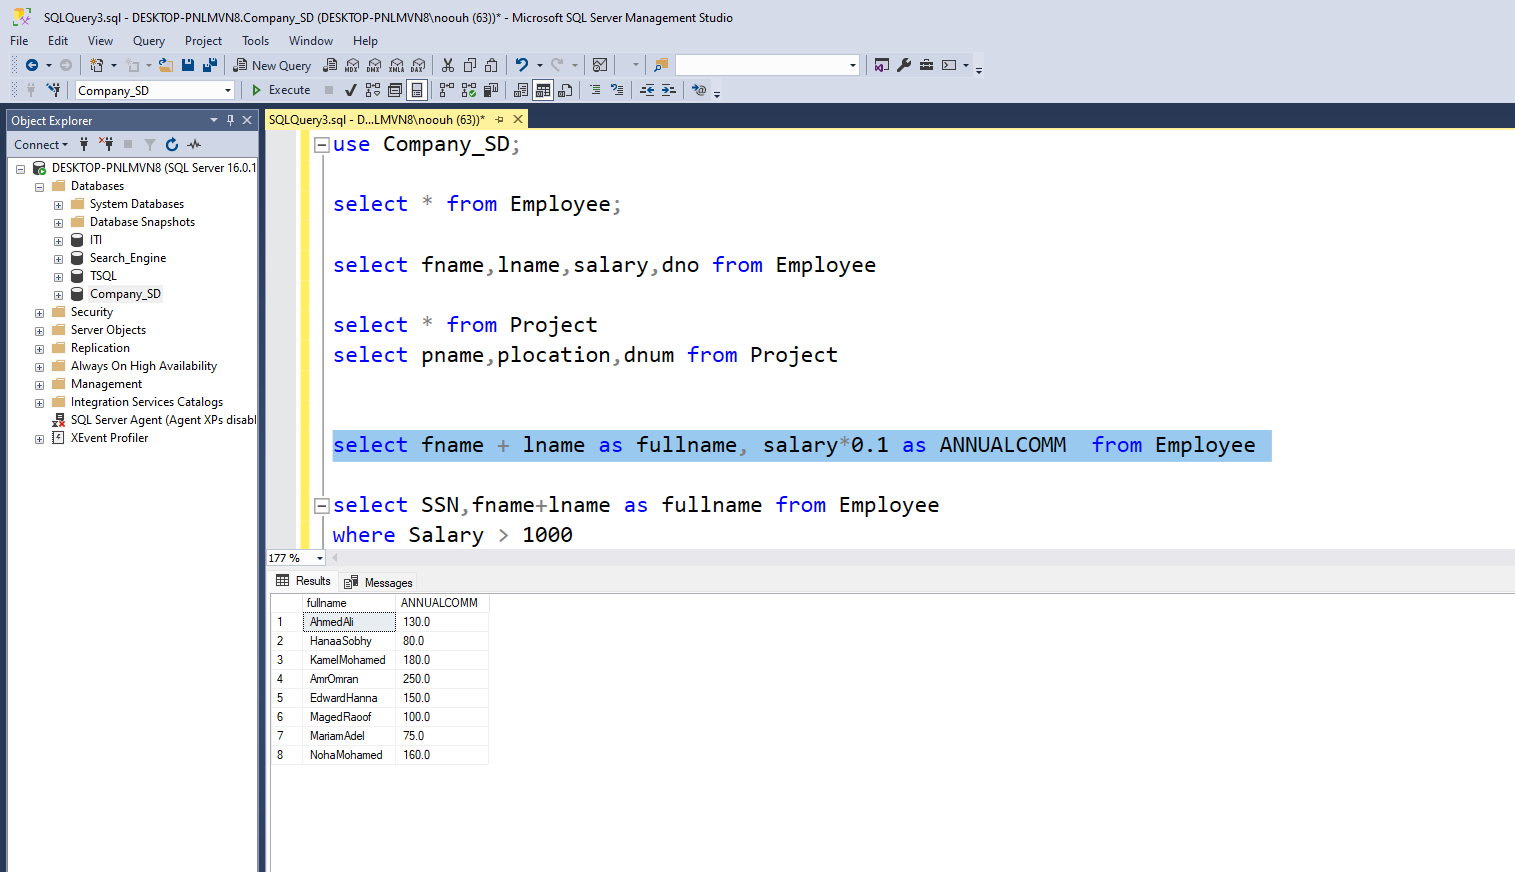 SQLQuery3.sql - DESKTOP-PNLMVN8.Company_SD (DESKTOP-PNLMVN8\noouh (63))* - Microsoft SQL Server Management Studio
File Edit View Query Project Tools Window Help
New Query MDX DMX XMLA DAX
Company_SD Execute
Object Explorer
Connect
DESKTOP-PNLMVN8 (SQL Server 16.0.1
Databases
System Databases
Database Snapshots
ITI
Search_Engine
TSQL
Company_SD
Security
Server Objects
Replication
Always On High Availability
Management
Integration Services Catalogs
SQL Server Agent (Agent XPs disabl
XEvent Profiler
SQLQuery3.sql - D...LMVN8\noouh (63))*
use Company_SD;
select * from Employee;
select fname,lname,salary,dno from Employee
select * from Project
select pname,plocation,dnum from Project
select fname + lname as fullname, salary*0.1 as ANNUALCOMM  from Employee
select SSN,fname+lname as fullname from Employee
where Salary > 1000
177 %
Results Messages
fullname ANNUALCOMM
1 AhmedAli 130.0
2 HanaaSobhy 80.0
3 KamelMohamed 180.0
4 AmrOmran 250.0
5 EdwardHanna 150.0
6 MagedRaoof 100.0
7 MariamAdel 75.0
8 NohaMohamed 160.0